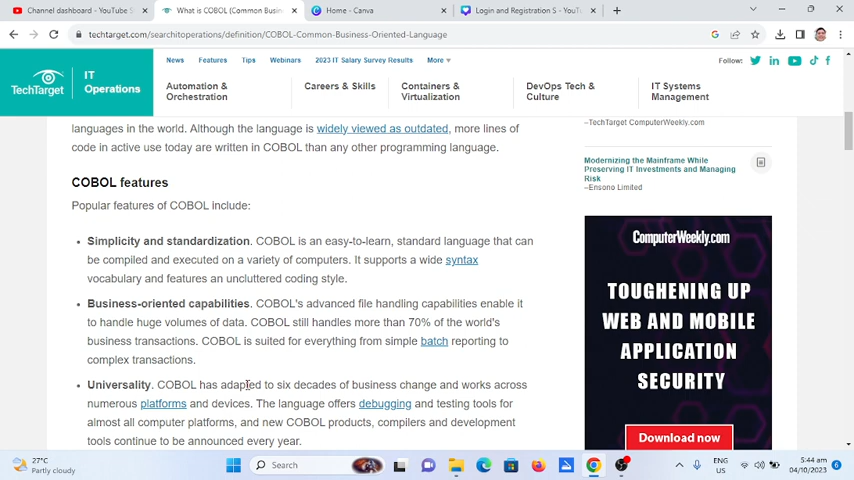 Channel dashboard - YouTube S
What is COBOL (Common Busin
Home - Canva
Login and Registration S - YouTub
techtarget.com/searchitoperations/definition/COBOL-Common-Business-Oriented-Language
TechTarget
IT
Operations
News
Features
Tips
Webinars
2023 IT Salary Survey Results
More
Follow:
Automation &
Orchestration
Careers & Skills
Containers &
Virtualization
DevOps Tech &
Culture
IT Systems
Management
languages in the world. Although the language is widely viewed as outdated, more lines of
code in active use today are written in COBOL than any other programming language.
COBOL features
Popular features of COBOL include:
• Simplicity and standardization. COBOL is an easy-to-learn, standard language that can
be compiled and executed on a variety of computers. It supports a wide syntax
vocabulary and features an uncluttered coding style.
• Business-oriented capabilities. COBOL's advanced file handling capabilities enable it
to handle huge volumes of data. COBOL still handles more than 70% of the world's
business transactions. COBOL is suited for everything from simple batch reporting to
complex transactions.
• Universality. COBOL has adapted to six decades of business change and works across
numerous platforms and devices. The language offers debugging and testing tools for
almost all computer platforms, and new COBOL products, compilers and development
tools continue to be announced every year.
–TechTarget ComputerWeekly.com
Modernizing the Mainframe While
Preserving IT Investments and Managing
Risk
–Ensono Limited
ComputerWeekly.com
TOUGHENING UP
WEB AND MOBILE
APPLICATION
SECURITY
Download now
27°C
Partly cloudy
Search
ENG
US
5:44 am
04/10/2023
6